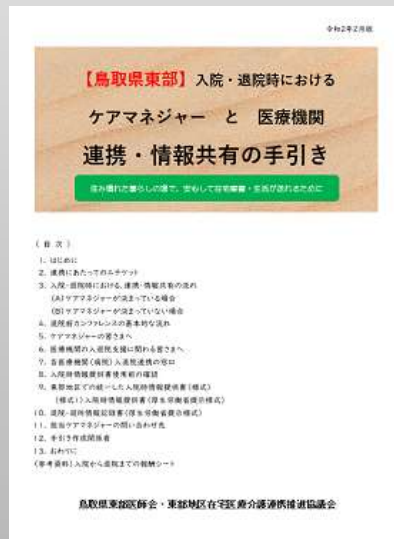 令和2年2月版
【鳥取県東部】入院・退院時における
ケアマネジャー と 医療機関
連携・情報共有の手引き
住み慣れた暮らしの場で、安心して在宅療養・生活が送れるために
(目次)
1. はじめに
2. 連携にあたってのエチケット
3. 入院・退院時における、連携・情報共有の流れ
(A)ケアマネジャーが決まっている場合
(B)ケアマネジャーが決まっていない場合
4. 退院前カンファレンスの基本的な流れ
5. ケアマネジャーの皆さまへ
6. 医療機関の入退院支援に関わる皆さまへ
7. 各医療機関(病院)入退院連携の窓口
8. 入院時情報提供書使用前の確認
9. 東部地区での統一した入院時情報提供書(様式)
(様式1)入院時情報提供書(厚生労働省提示様式)
10. 退院・退所情報記録書(厚生労働省提示様式)
11. 担当ケアマネジャーの問い合わせ先
12. 手引き作成関係者
13. おわりに
(参考資料)入院から退院までの報酬シート
鳥取県東部医師会・東部地区在宅医療介護連携推進協議会